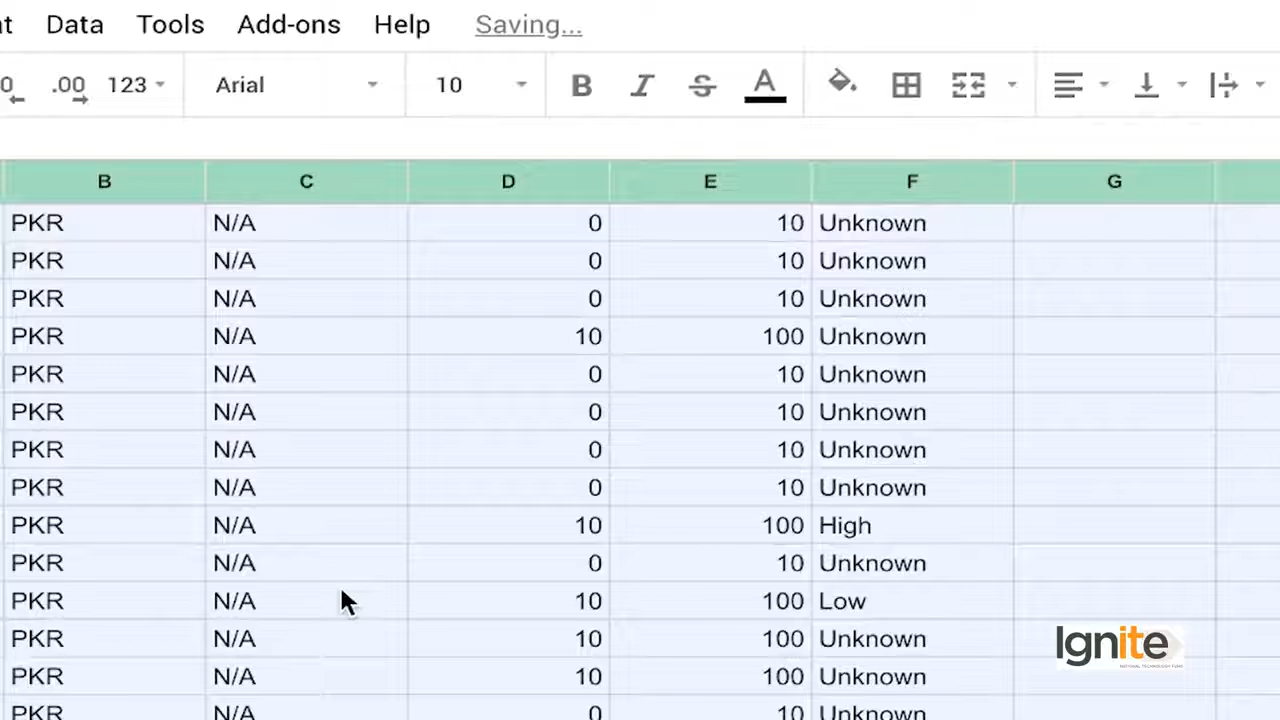 nt Data Tools Add-ons Help Saving...
0 .00 123 Arial 10 B I S A
B C D E F G
PKR N/A 0 10 Unknown
PKR N/A 0 10 Unknown
PKR N/A 0 10 Unknown
PKR N/A 10 100 Unknown
PKR N/A 0 10 Unknown
PKR N/A 0 10 Unknown
PKR N/A 0 10 Unknown
PKR N/A 0 10 Unknown
PKR N/A 10 100 High
PKR N/A 0 10 Unknown
PKR N/A 10 100 Low
PKR N/A 10 100 Unknown
PKR N/A 10 100 Unknown
PKR N/A 0 10 Unknown
Ignite
NATIONAL TECHNOLOGY FUND